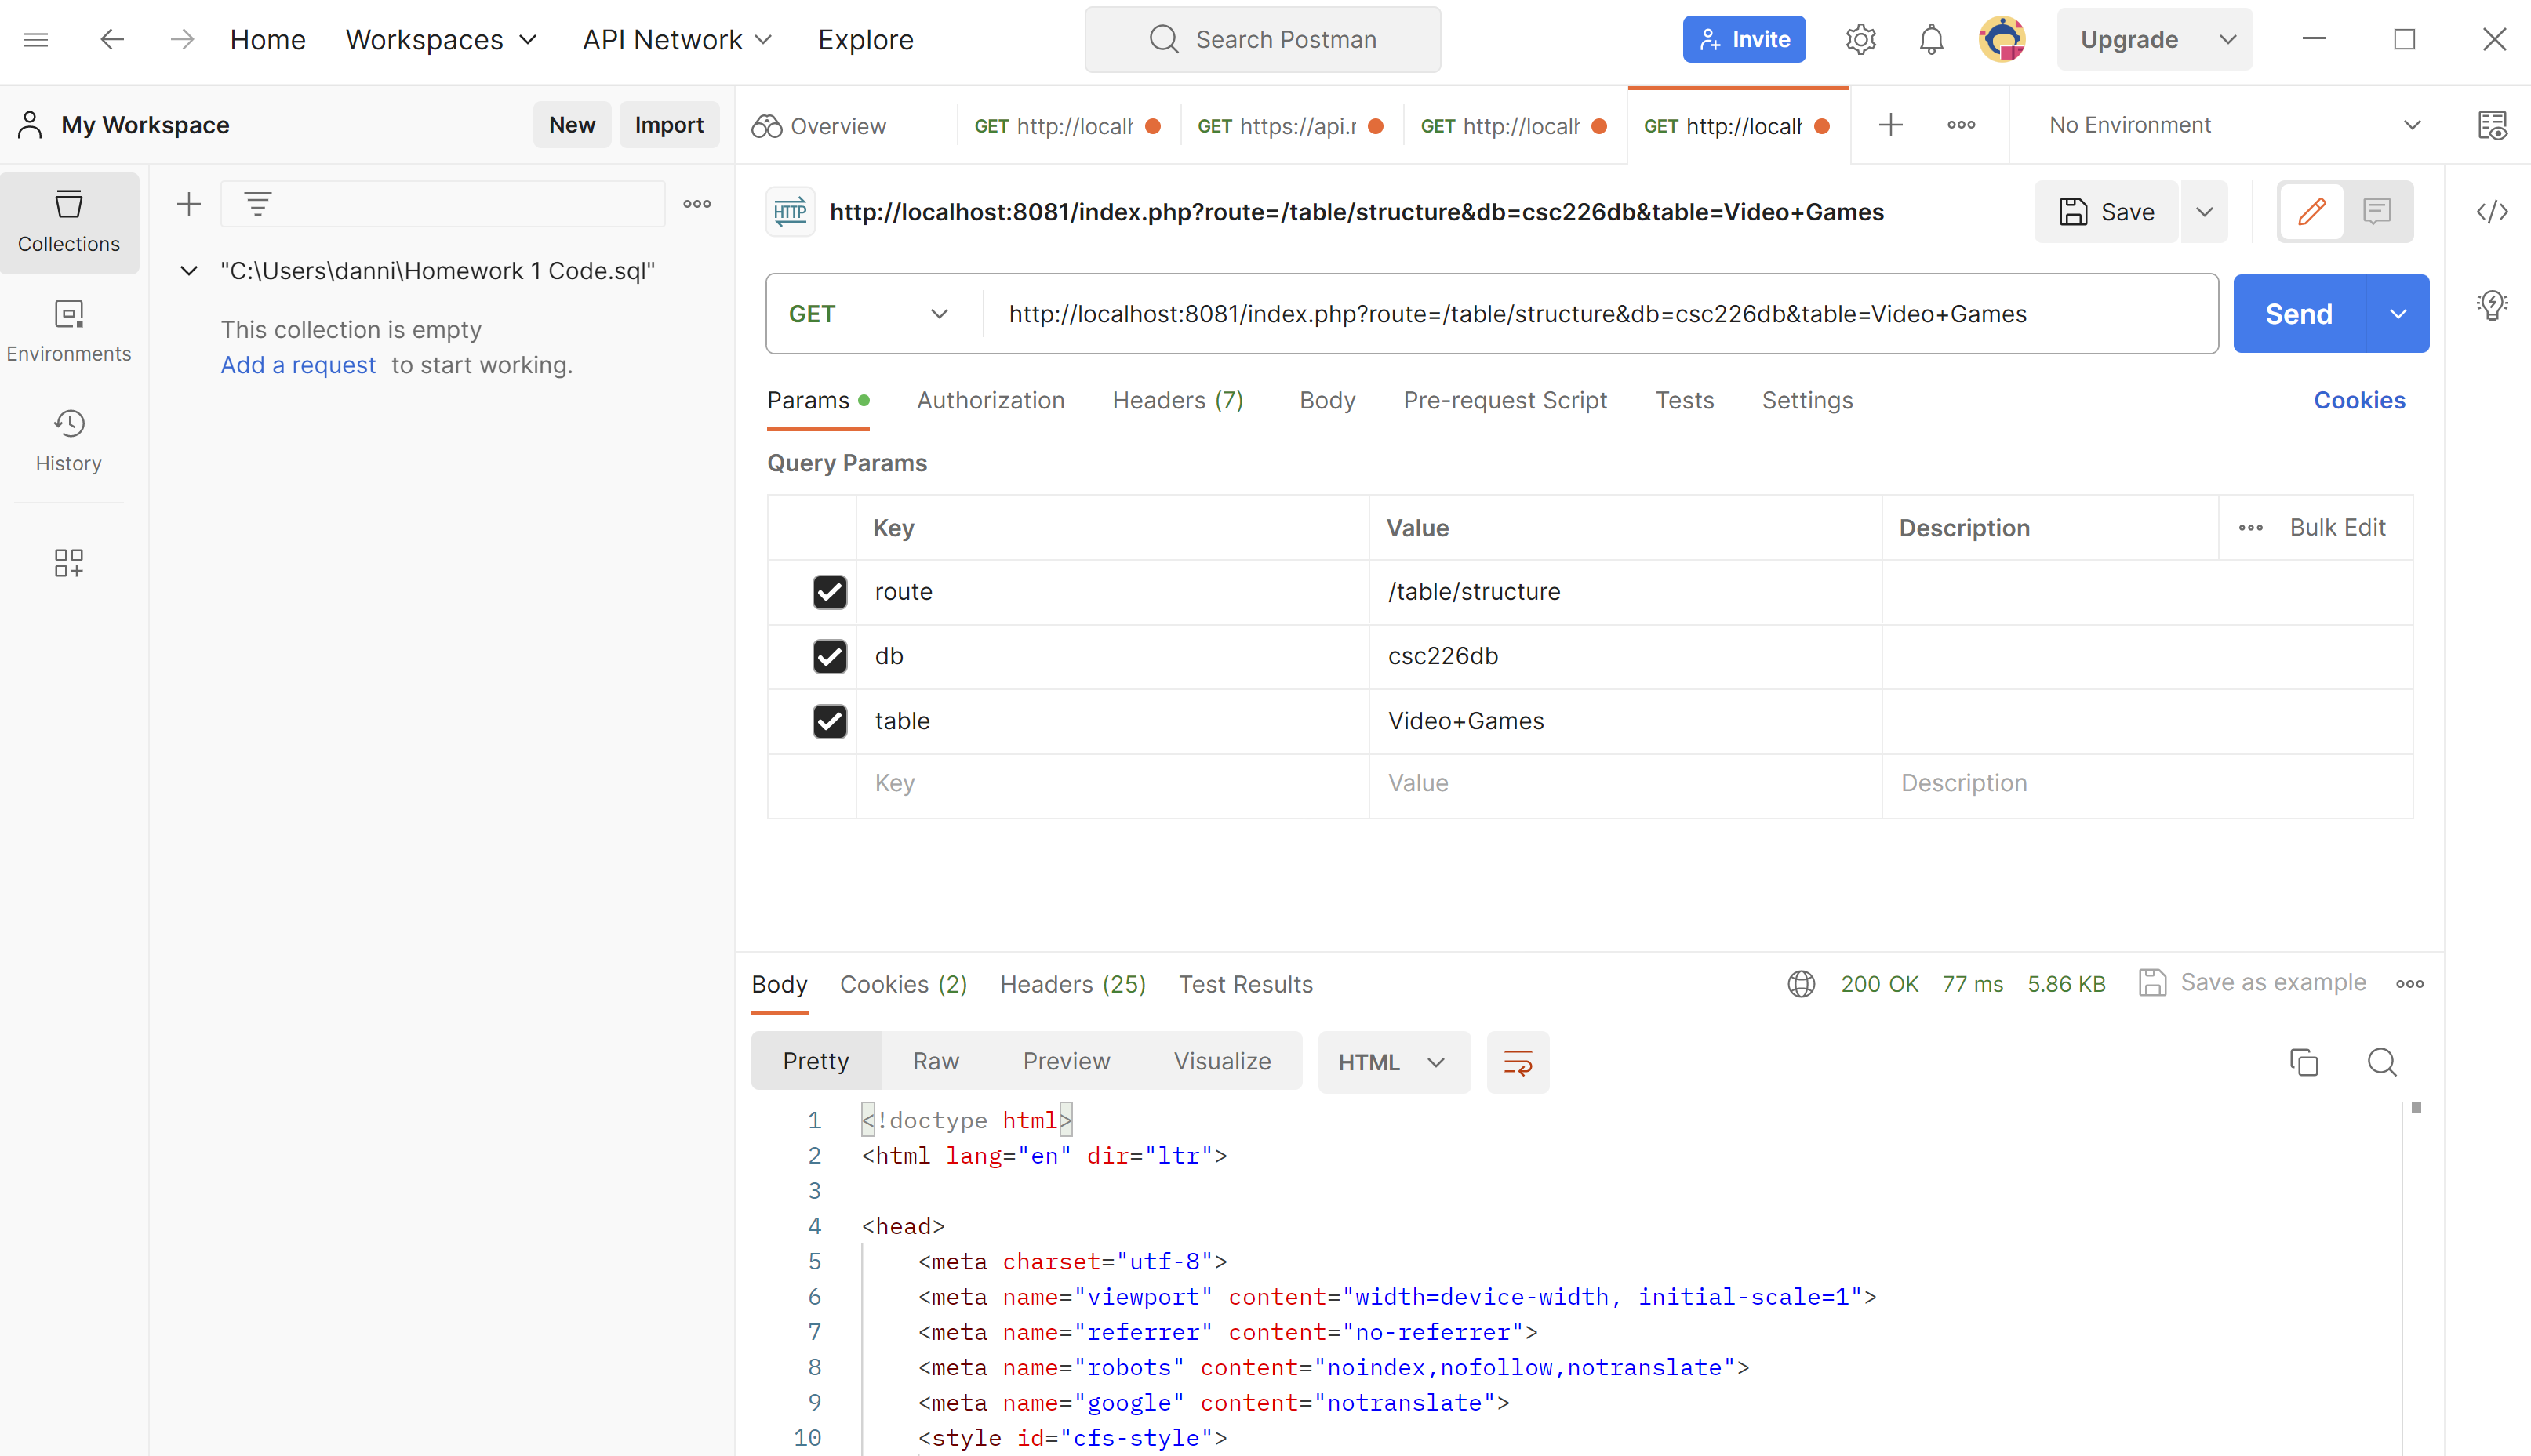 Home Workspaces API Network Explore Search Postman Invite Upgrade
My Workspace New Import Overview GET http://localh GET https://api.r GET http://localh GET http://localh No Environment
Collections
Environments
History
"C:\Users\danni\Homework 1 Code.sql"
This collection is empty
Add a request to start working.
HTTP http://localhost:8081/index.php?route=/table/structure&db=csc226db&table=Video+Games Save
GET http://localhost:8081/index.php?route=/table/structure&db=csc226db&table=Video+Games Send
Params Authorization Headers (7) Body Pre-request Script Tests Settings Cookies
Query Params
Key Value Description Bulk Edit
route /table/structure
db csc226db
table Video+Games
Key Value Description
Body Cookies (2) Headers (25) Test Results 200 OK 77 ms 5.86 KB Save as example
Pretty Raw Preview Visualize HTML
1 <!doctype html>
2 <html lang="en" dir="ltr">
3
4 <head>
5 <meta charset="utf-8">
6 <meta name="viewport" content="width=device-width, initial-scale=1">
7 <meta name="referrer" content="no-referrer">
8 <meta name="robots" content="noindex,nofollow,notranslate">
9 <meta name="google" content="notranslate">
10 <style id="cfs-style">